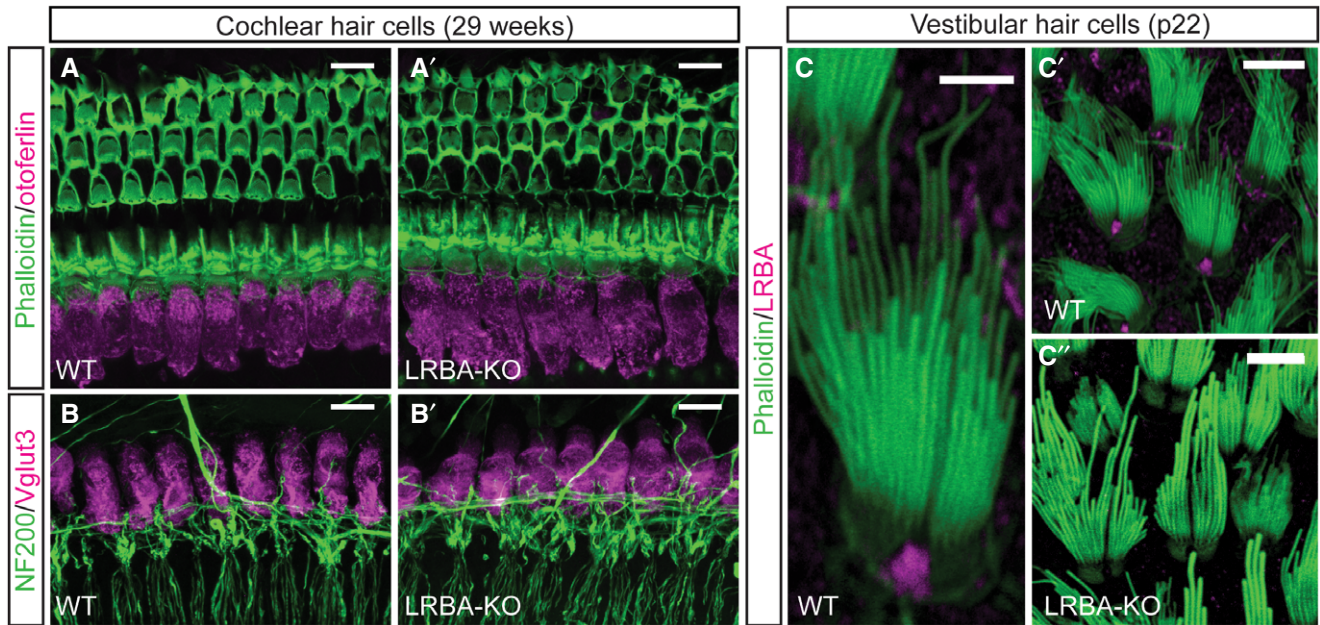 Cochlear hair cells (29 weeks)
Vestibular hair cells (p22)
Phalloidin/otoferlin
A
WT
A′
LRBA-KO
NF200/Vglut3
B
WT
B′
LRBA-KO
Phalloidin/LRBA
C
WT
C′
WT
C′′
LRBA-KO